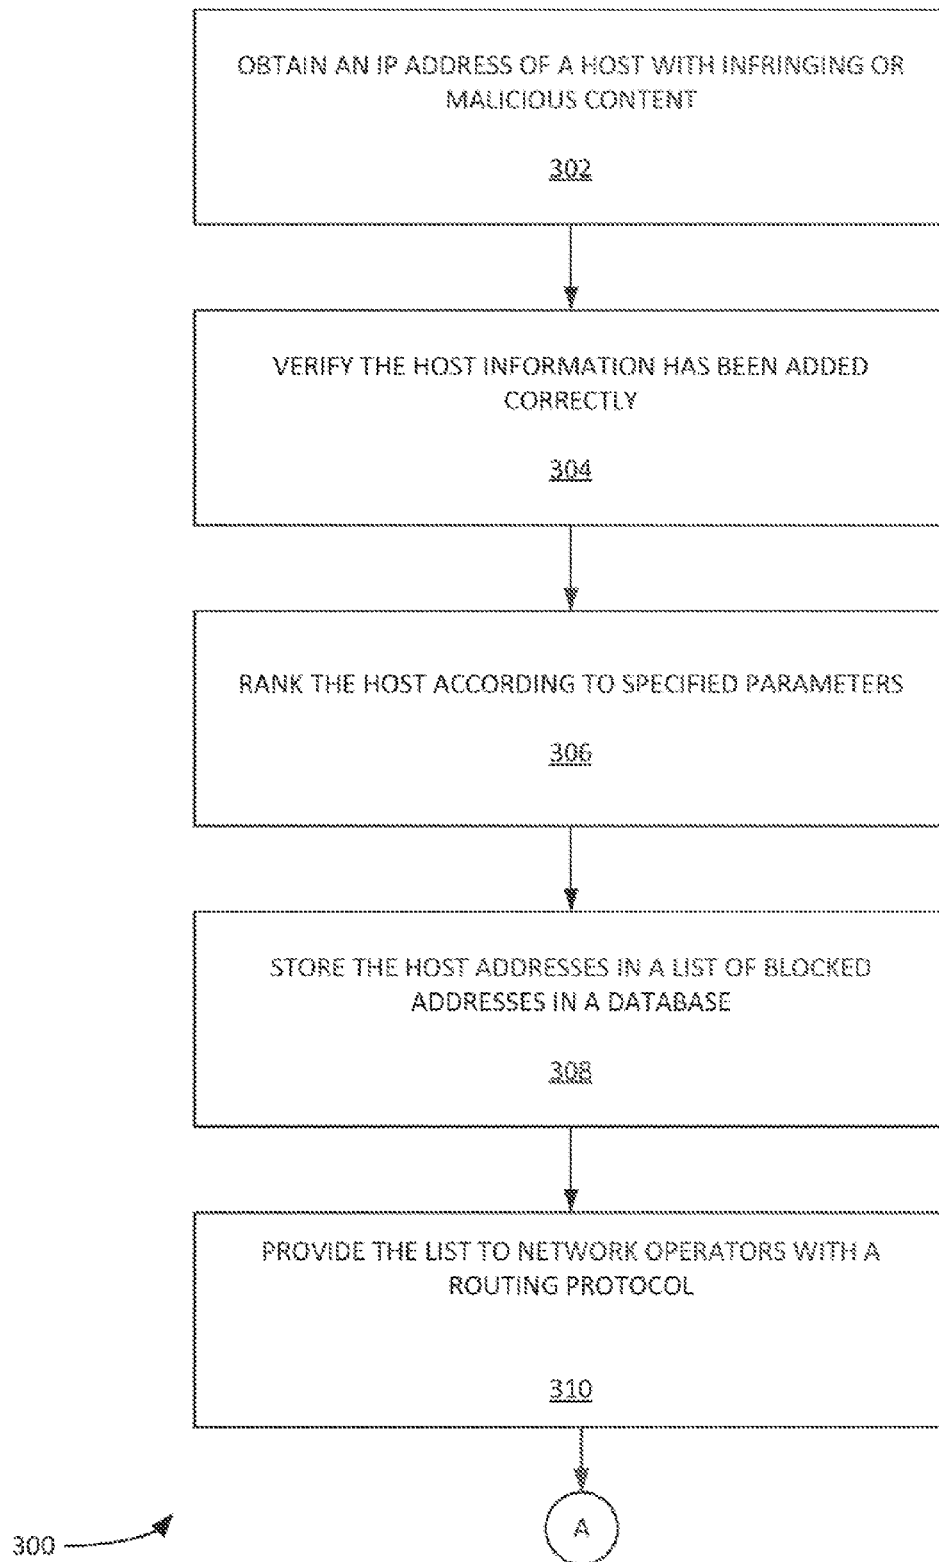 OBTAIN AN IP ADDRESS OF A HOST WITH INFRINGING OR
MALICIOUS CONTENT
302
VERIFY THE HOST INFORMATION HAS BEEN ADDED
CORRECTLY
304
RANK THE HOST ACCORDING TO SPECIFIED PARAMETERS
306
STORE THE HOST ADDRESSES IN A LIST OF BLOCKED
ADDRESSES IN A DATABASE
308
PROVIDE THE LIST TO NETWORK OPERATORS WITH A
ROUTING PROTOCOL
310
A
300